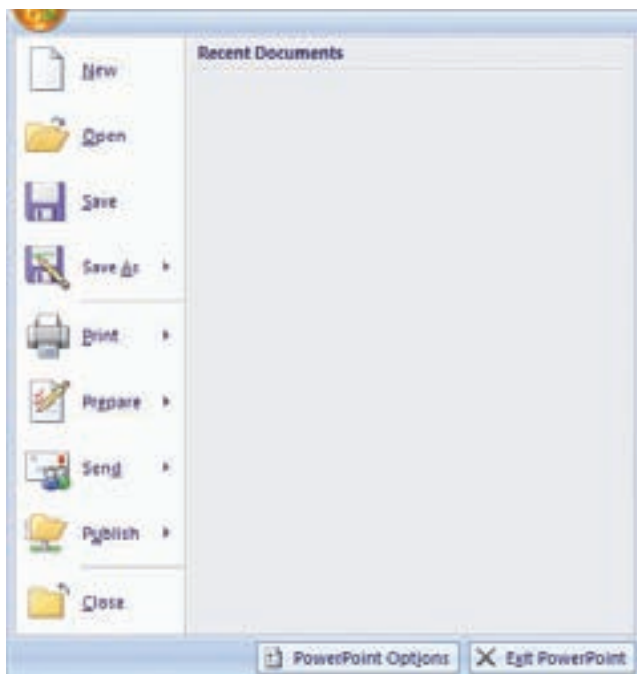 Recent Documents
New
Open
Save
Save As
Print
Prepare
Send
Publish
Close
PowerPoint Options
Exit PowerPoint